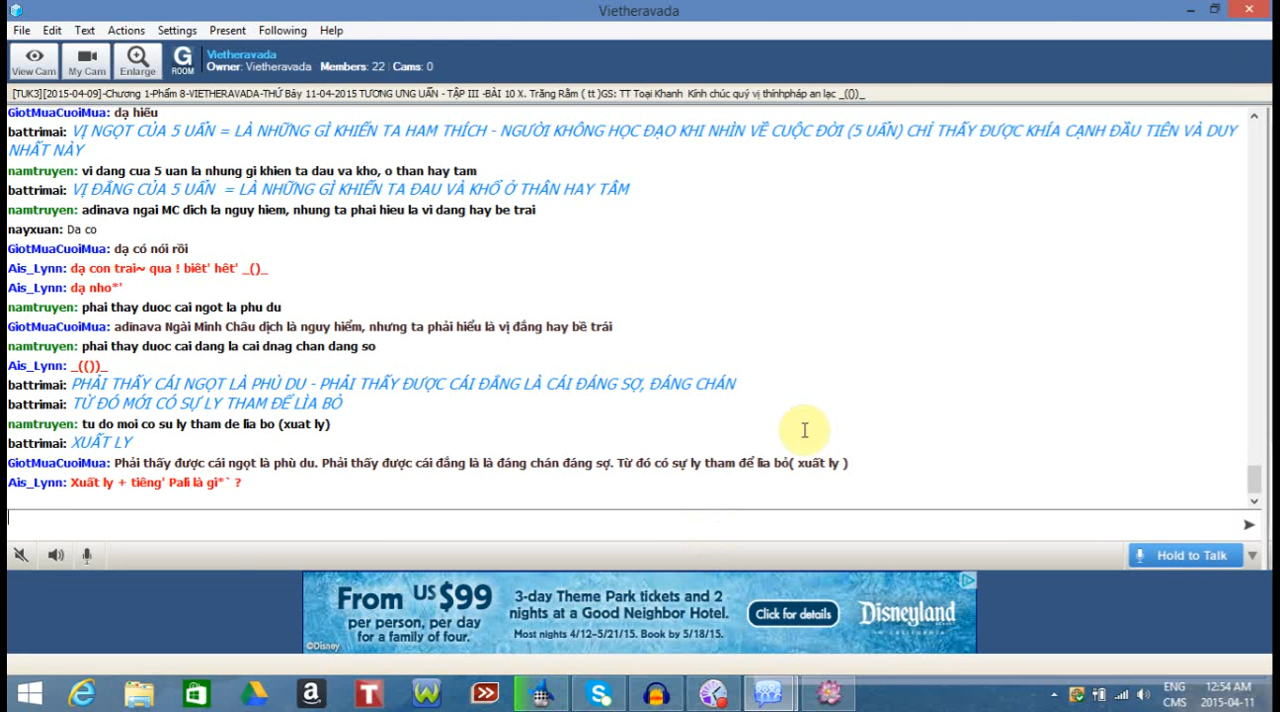 Vietheravada
File Edit Text Actions Settings Present Following Help
View Cam My Cam Enlarge G ROOM Vietheravada
Owner: Vietheravada Members: 22 Cams: 0
[TUK3][2015-04-09]-Chương 1-Phẩm 8-VIETHERAVADA-THỨ Bảy 11-04-2015 TƯƠNG ƯNG UẨN - TẬP III -BÀI 10 X. Trăng Rằm ( tt )GS: TT Toại Khanh Kính chúc quý vị thínhpháp an lạc _(())_
GiotMuaCuoiMua: dạ hiểu
battrimai: VỊ NGỌT CỦA 5 UẨN = LÀ NHỮNG GÌ KHIẾN TA HAM THÍCH - NGƯỜI KHÔNG HỌC ĐẠO KHI NHÌN VỀ CUỘC ĐỜI (5 UẨN) CHỈ THẤY ĐƯỢC KHÍA CẠNH ĐẦU TIÊN VÀ DUY
NHẤT NÀY
namtruyen: vi dang cua 5 uan la nhung gi khien ta dau va kho, o than hay tam
battrimai: VỊ ĐẮNG CỦA 5 UẨN = LÀ NHỮNG GÌ KHIẾN TA ĐAU VÀ KHỔ Ở THÂN HAY TÂM
namtruyen: adinava ngai MC dich la nguy hiem, nhung ta phai hieu la vi dang hay be trai
nayxuan: Da co
GiotMuaCuoiMua: dạ có nói rồi
Ais_Lynn: dạ con trai~ qua ! biêt' hêt' _()_
Ais_Lynn: dạ nho*'
namtruyen: phai thay duoc cai ngot la phu du
GiotMuaCuoiMua: adinava Ngài Minh Châu dịch là nguy hiểm, nhưng ta phải hiểu là vị đắng hay bề trái
namtruyen: phai thay duoc cai dang la cai dnag chan dang so
Ais_Lynn: _(())_
battrimai: PHẢI THẤY CÁI NGỌT LÀ PHÙ DU - PHẢI THẤY ĐƯỢC CÁI ĐẮNG LÀ CÁI ĐÁNG SỢ, ĐÁNG CHÁN
battrimai: TỪ ĐÓ MỚI CÓ SỰ LY THAM ĐỂ LÌA BỎ
namtruyen: tu do moi co su ly tham de lia bo (xuat ly)
battrimai: XUẤT LY
GiotMuaCuoiMua: Phải thấy được cái ngọt là phù du. Phải thấy được cái đắng là là đáng chán đáng sợ. Từ đó có sự ly tham để lìa bỏ( xuất ly )
Ais_Lynn: Xuất ly + tiêng' Pali là gi*` ?
Hold to Talk
From US$99
per person, per day
for a family of four.
©Disney
3-day Theme Park tickets and 2
nights at a Good Neighbor Hotel.
Most nights 4/12–5/21/15. Book by 5/18/15.
Click for details
Disneyland
IN CALIFORNIA
ENG 12:54 AM
CMS 2015-04-11